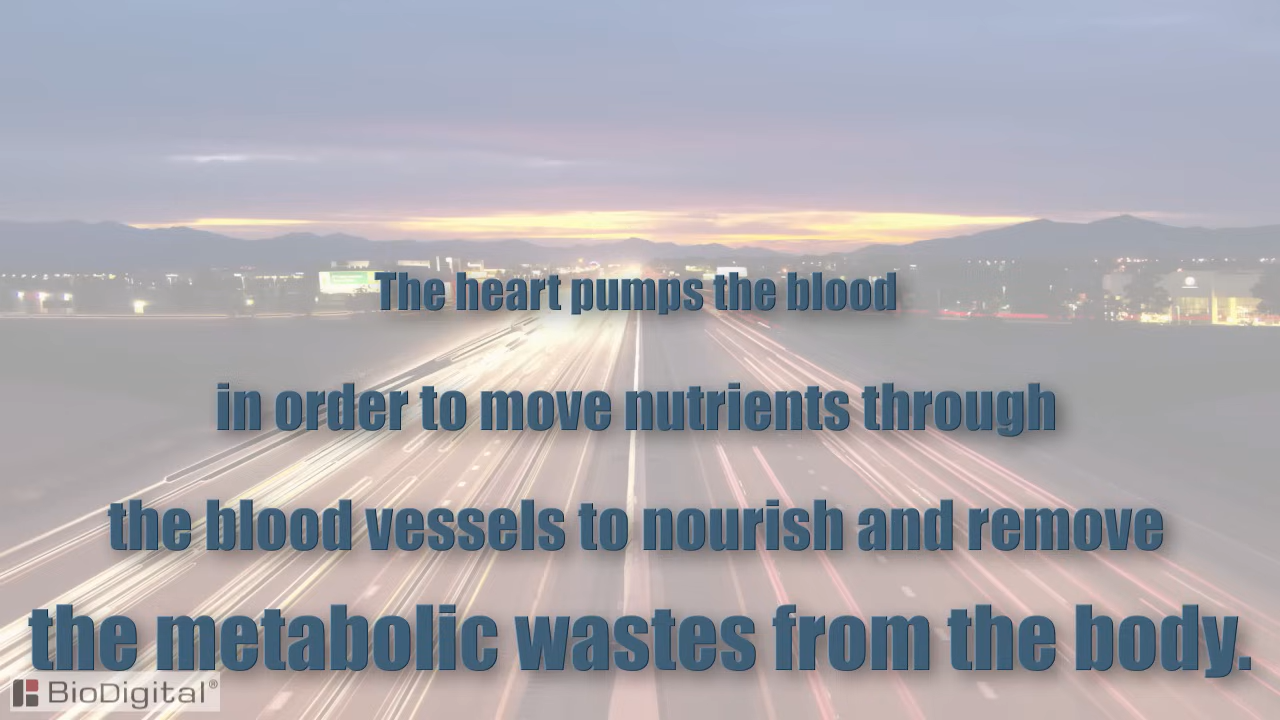 The heart pumps the blood
in order to move nutrients through
the blood vessels to nourish and remove
the metabolic wastes from the body.
BioDigital®